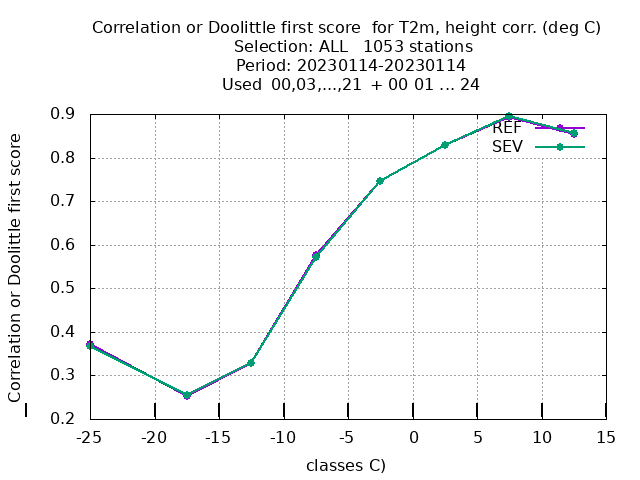 Correlation or Doolittle first score  for T2m, height corr. (deg C)
Selection: ALL   1053 stations
Period: 20230114-20230114
Used  00,03,...,21  + 00 01 ... 24
Correlation or Doolittle first score
0.9
0.8
0.7
0.6
0.5
0.4
0.3
0.2
REF
SEV
-25 -20 -15 -10 -5 0 5 10 15
classes C)